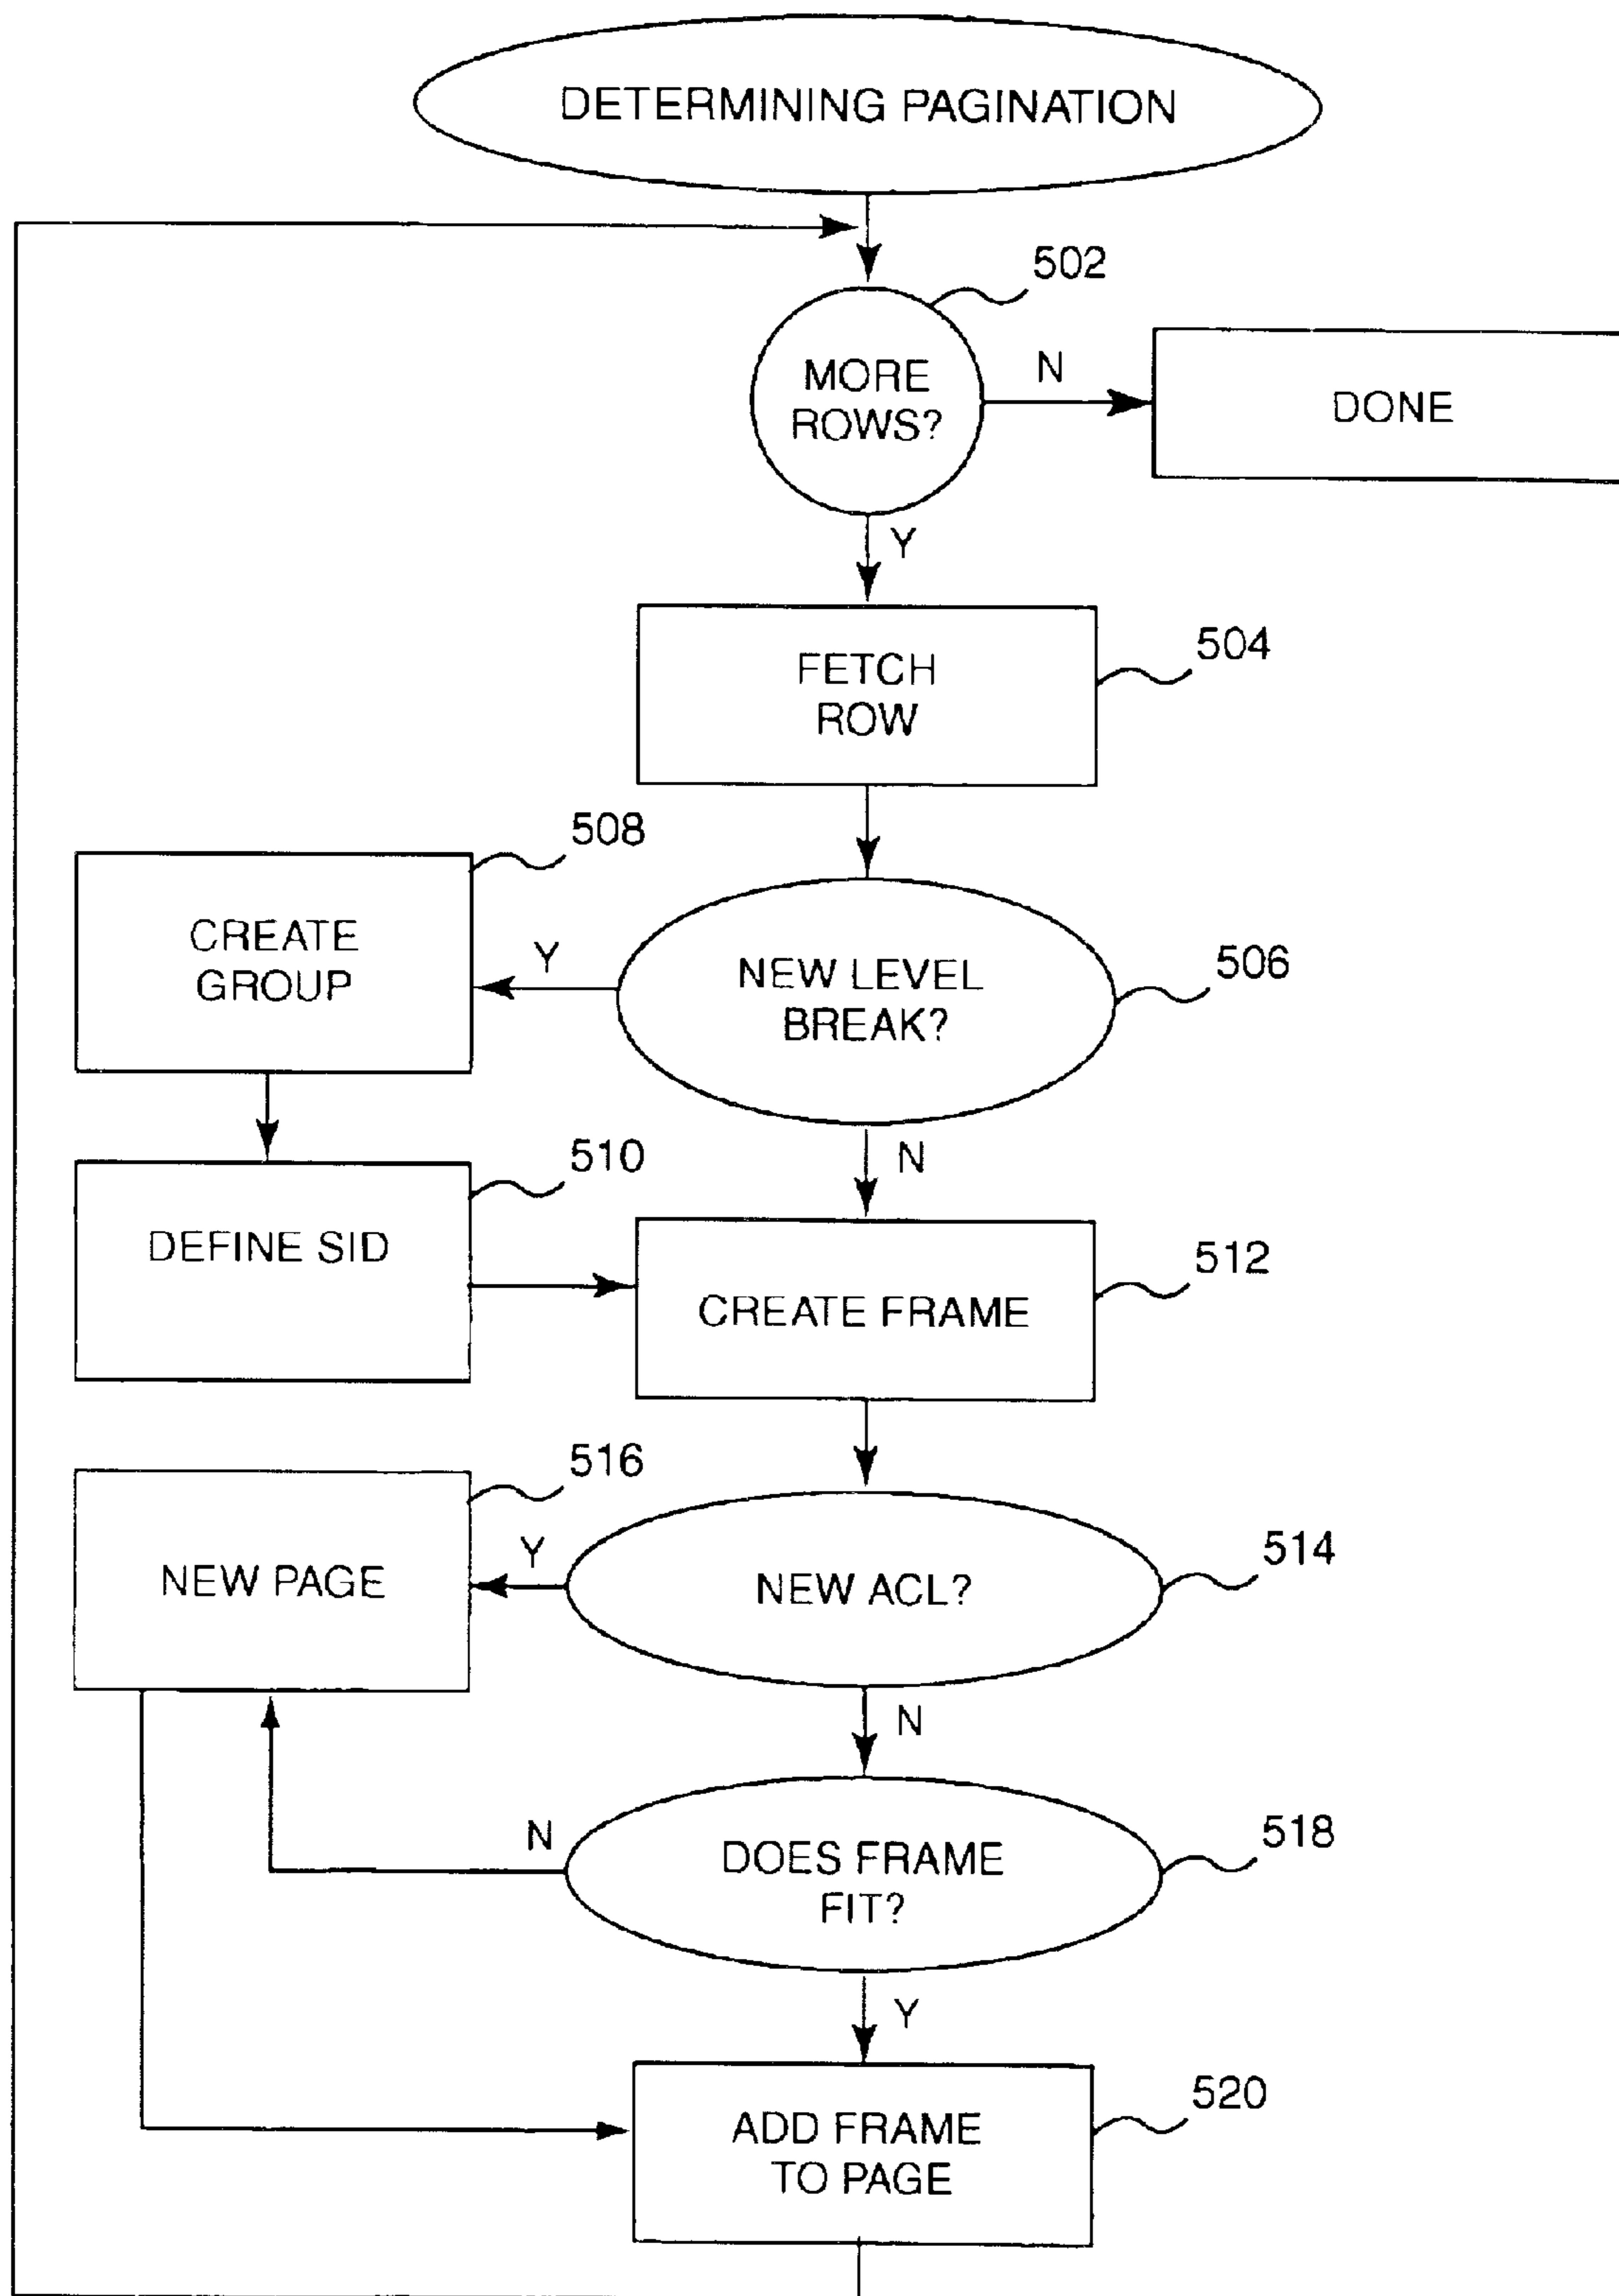 DETERMINING PAGINATION
502
MORE
ROWS?
N
DONE
Y
FETCH
ROW
504
508
CREATE
GROUP
Y
NEW LEVEL
BREAK?
506
N
510
DEFINE SID
CREATE FRAME
512
516
NEW PAGE
Y
NEW ACL?
514
N
N
DOES FRAME
FIT?
518
Y
ADD FRAME
TO PAGE
520